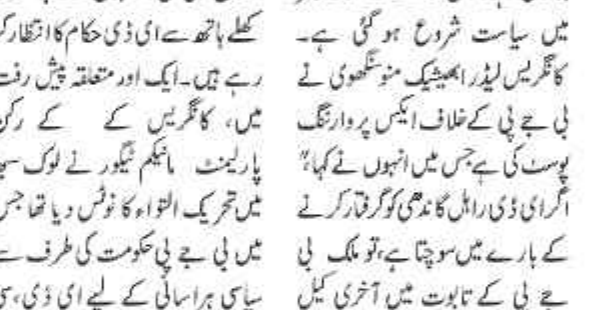 میں سیاست شروع ہو گئی ہے۔
کانگریس لیڈر ابھیشیک منوسنگھوی نے
بی جے پی کے خلاف ایکس پر وارننگ
پوسٹ کی ہے جس میں انہوں نے کہا،"
اگر ای ڈی راہل گاندھی کو گرفتار کرنے
کے بارے میں سوچتا ہے، تو ملک بی
جے پی کے تابوت میں آخری کیل
کھلے ہاتھ سے ای ڈی حکام کا انتظار کر
رہے ہیں۔ ایک اور متعلقہ پیش رفت
میں، کانگریس کے کے رکن
پارلیمنٹ مانیکم ٹیگور نے لوک سبھا
میں تحریک التواء کا نوٹس دیا تھا جس
میں بی جے پی حکومت کی طرف سے
سیاسی ہراسانی کے لیے ای ڈی، سی